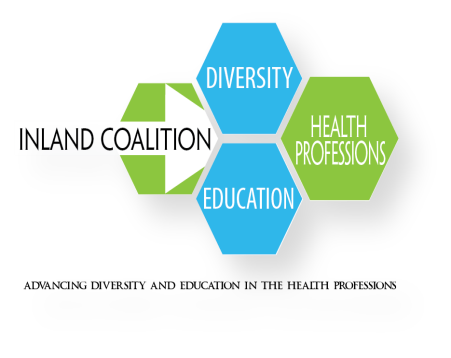 DIVERSITY
INLAND COALITION
HEALTH
PROFESSIONS
EDUCATION
ADVANCING DIVERSITY AND EDUCATION IN THE HEALTH PROFESSIONS